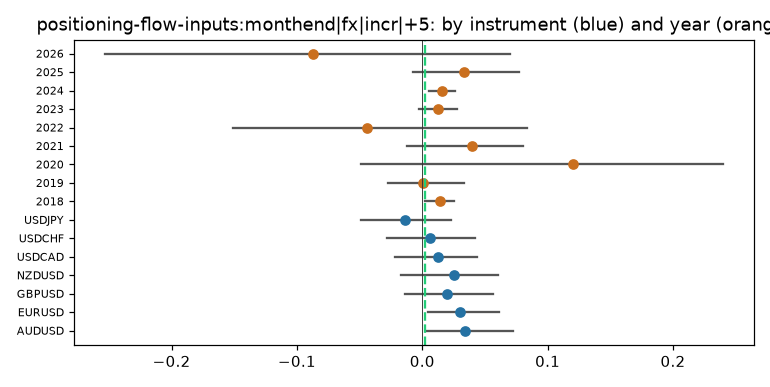 positioning-flow-inputs:monthend|fx|incr|+5: by instrument (blue) and year (orang
2026
2025
2024
2023
2022
2021
2020
2019
2018
USDJPY
USDCHF
USDCAD
NZDUSD
GBPUSD
EURUSD
AUDUSD
−0.2 −0.1 0.0 0.1 0.2